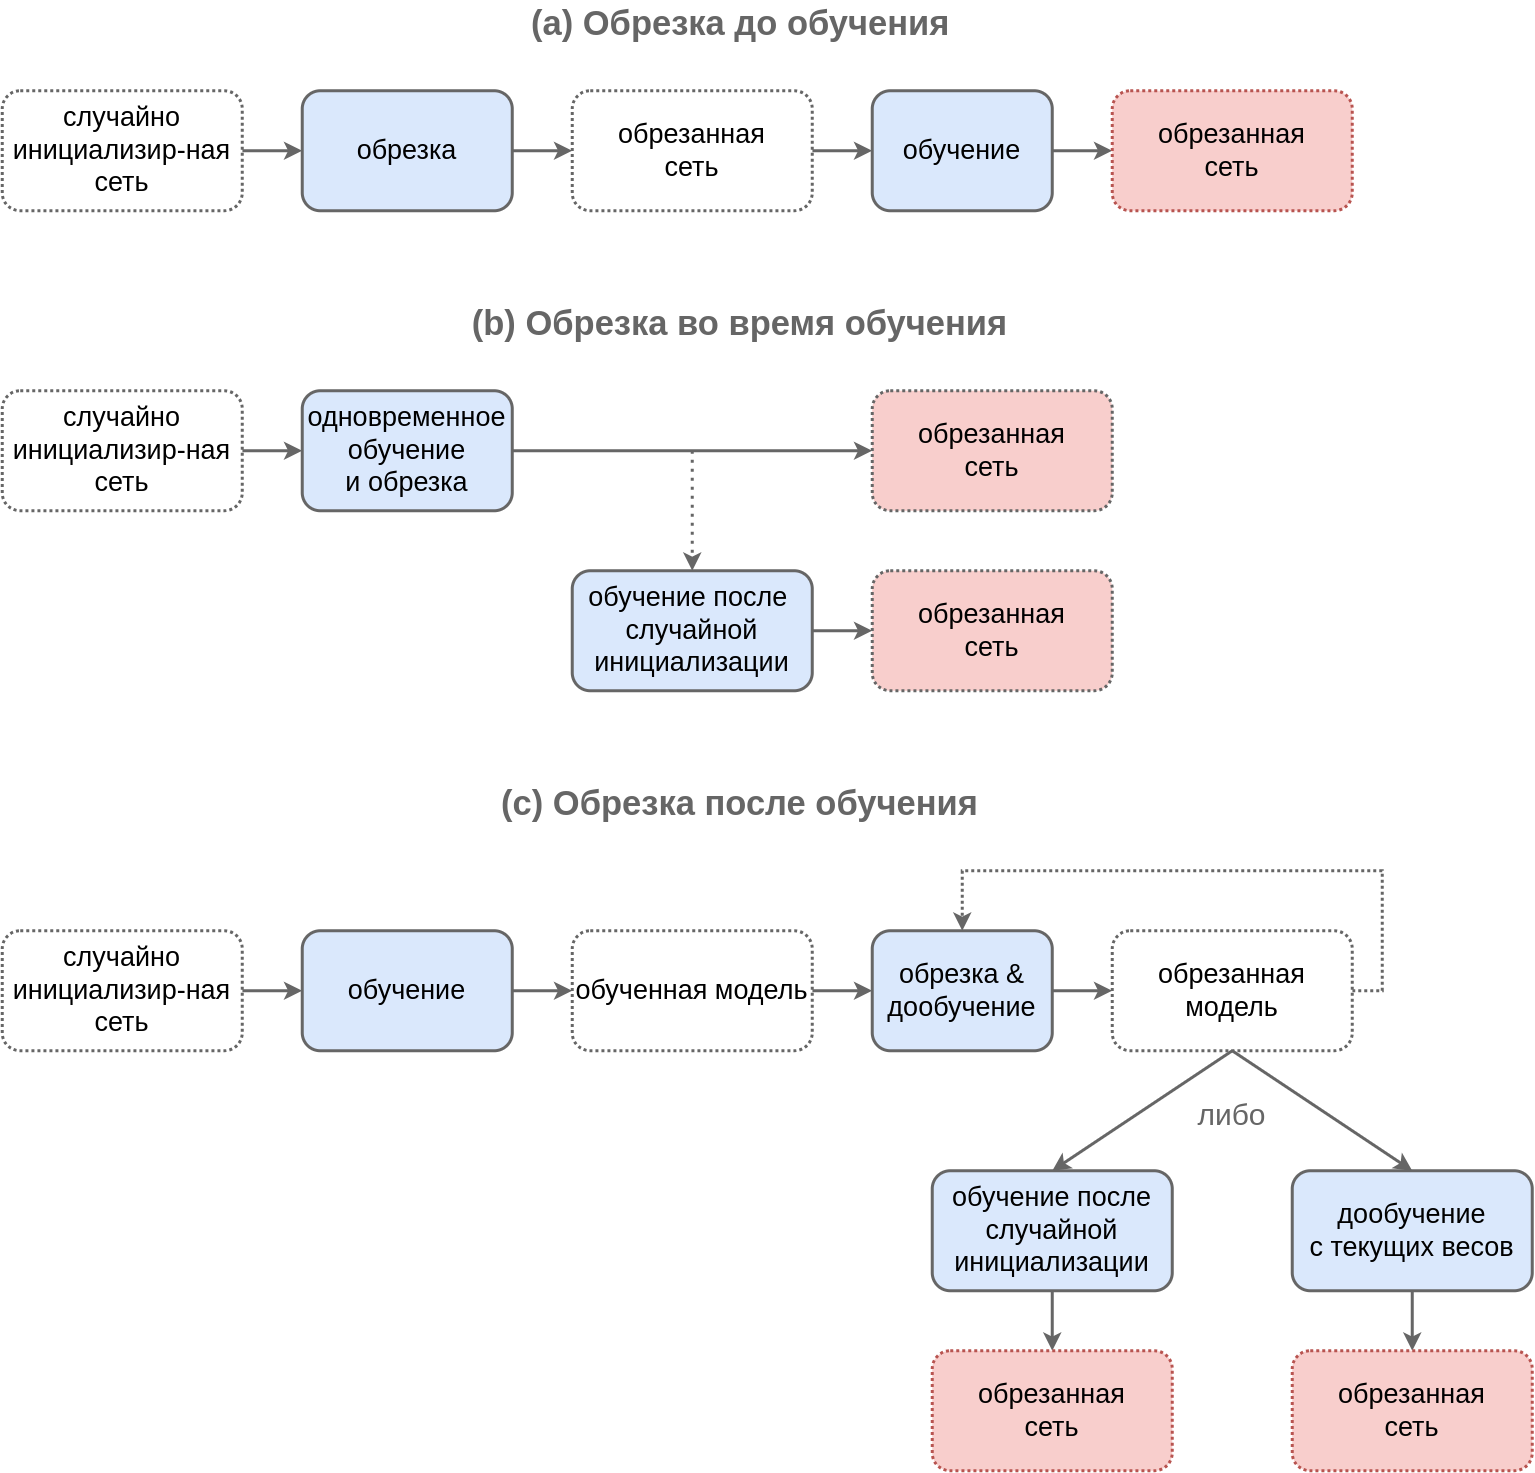 (a) Обрезка до обучения
случайно
инициализир-ная
сеть
обрезка
обрезанная
сеть
обучение
обрезанная
сеть
(b) Обрезка во время обучения
случайно
инициализир-ная
сеть
одновременное
обучение
и обрезка
обрезанная
сеть
обучение после
случайной
инициализации
обрезанная
сеть
(c) Обрезка после обучения
случайно
инициализир-ная
сеть
обучение
обученная модель
обрезка &
дообучение
обрезанная
модель
либо
обучение после
случайной
инициализации
дообучение
с текущих весов
обрезанная
сеть
обрезанная
сеть